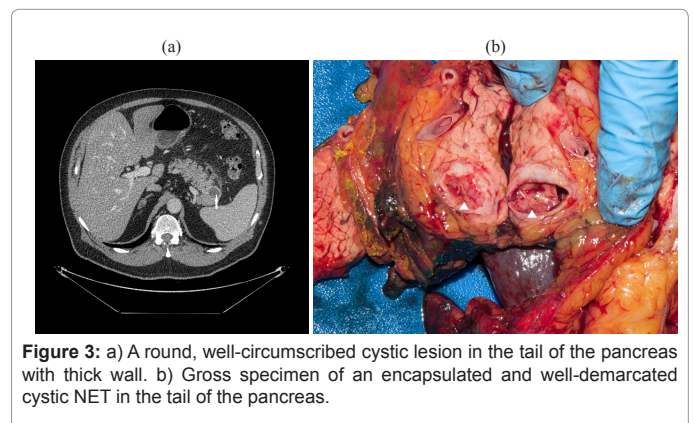 (a) (b)
Figure 3: a) A round, well-circumscribed cystic lesion in the tail of the pancreas
with thick wall. b) Gross specimen of an encapsulated and well-demarcated
cystic NET in the tail of the pancreas.